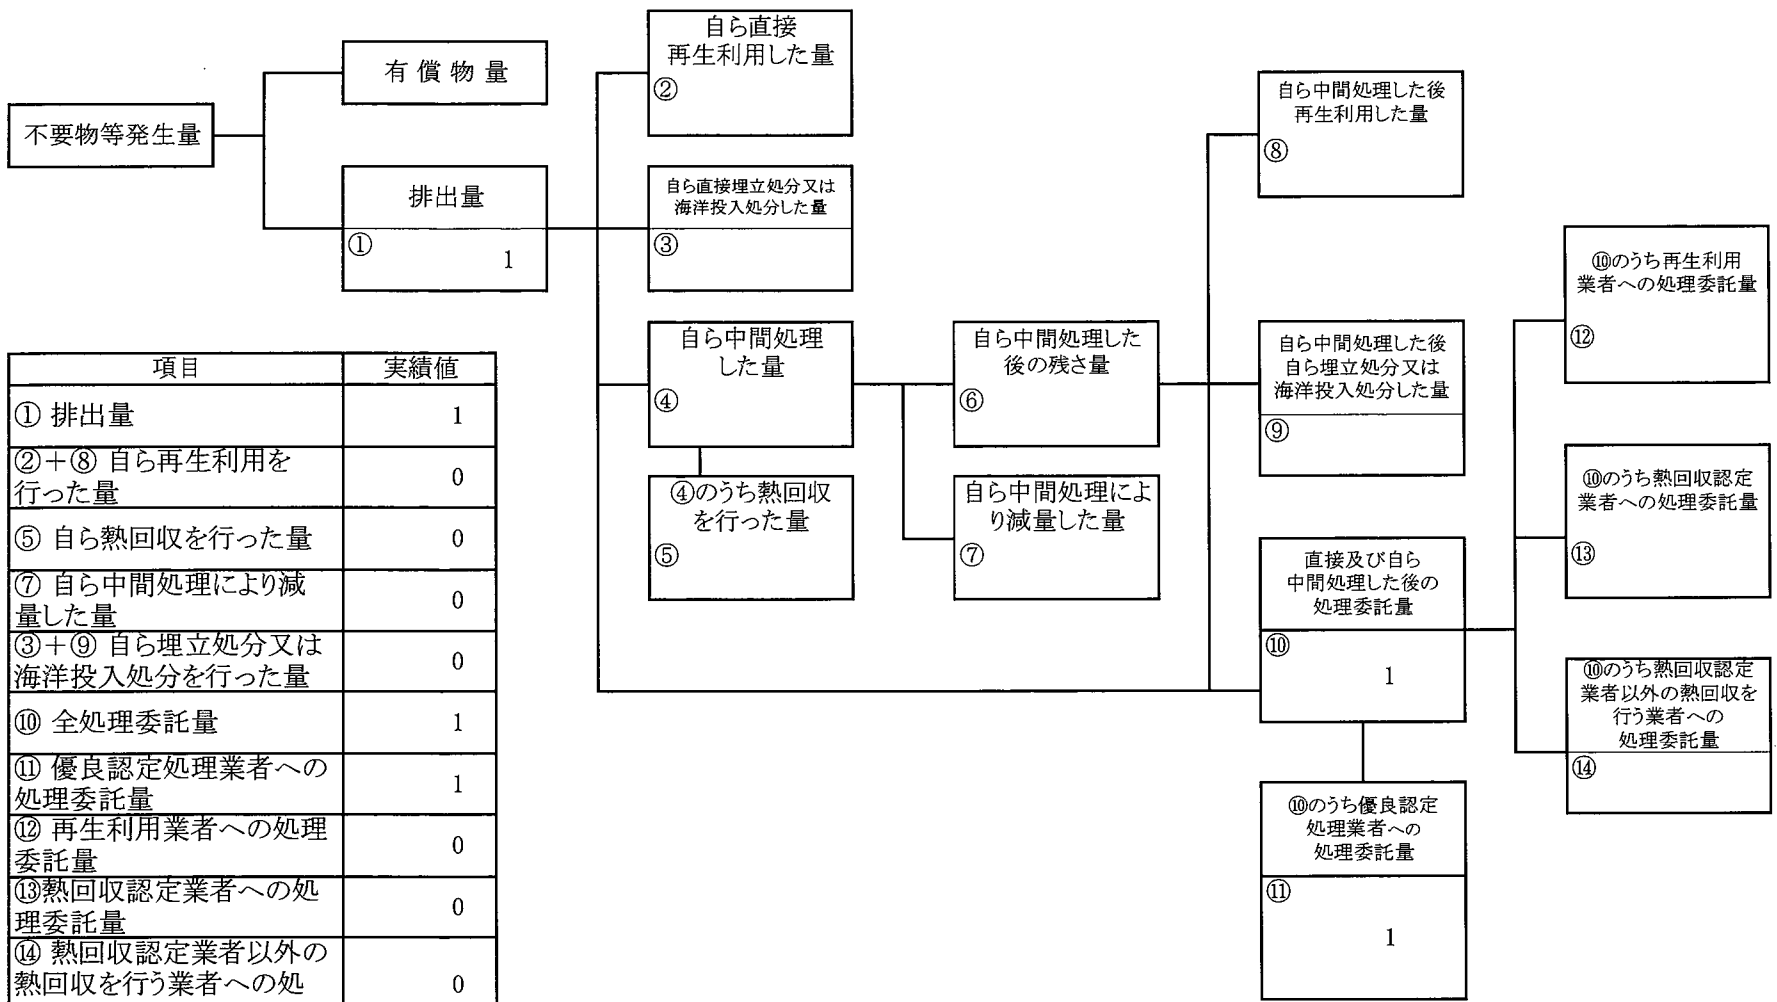 自ら直接
再生利用した量
②
有 償 物 量
不要物等発生量
排出量
①
1
自ら直接埋立処分又は
海洋投入処分した量
③
自ら中間処理した後
再生利用した量
⑧
自ら中間処理
した量
④
自ら中間処理した
後の残さ量
⑥
自ら中間処理した後
自ら埋立処分又は
海洋投入処分した量
⑨
⑩のうち再生利用
業者への処理委託量
⑫
④のうち熱回収
を行った量
⑤
自ら中間処理によ
り減量した量
⑦
⑩のうち熱回収認定
業者への処理委託量
⑬
直接及び自ら
中間処理した後の
処理委託量
⑩
1
⑩のうち熱回収認定
業者以外の熱回収を
行う業者への
処理委託量
⑭
⑩のうち優良認定
処理業者への
処理委託量
⑪
1
項目 実績値
① 排出量 1
②＋⑧ 自ら再生利用を
行った量 0
⑤ 自ら熱回収を行った量 0
⑦ 自ら中間処理により減
量した量 0
③＋⑨ 自ら埋立処分又は
海洋投入処分を行った量 0
⑩ 全処理委託量 1
⑪ 優良認定処理業者への
処理委託量 1
⑫ 再生利用業者への処理
委託量 0
⑬熱回収認定業者への処
理委託量 0
⑭ 熱回収認定業者以外の
熱回収を行う業者への処 0